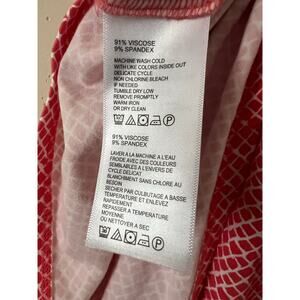 91% VISCOSE
9% SPANDEX
MACHINE WASH COLD
WITH LIKE COLORS INSIDE OUT
DELICATE CYCLE
NON CHLORINE BLEACH
IF NEEDED
TUMBLE DRY LOW
REMOVE PROMPTLY
WARM IRON
OR DRY CLEAN
P
91% VISCOSE
9% SPANDEX
LAVER A LA MACHINE A L'EAU
FROIDE AVEC DES COULEURS
SEMBLABLES A L'ENVERS
CYCLE DELICAT
BLANCHIMENT SANS CHLORE AU
BESOIN
SECHER PAR CULBUTAGE A BASSE
TEMPERATURE ET ENLEVEZ
RAPIDEMENT
REPASSER A TEMPERATURE
MOYENNE
OU NETTOYER A SEC
P